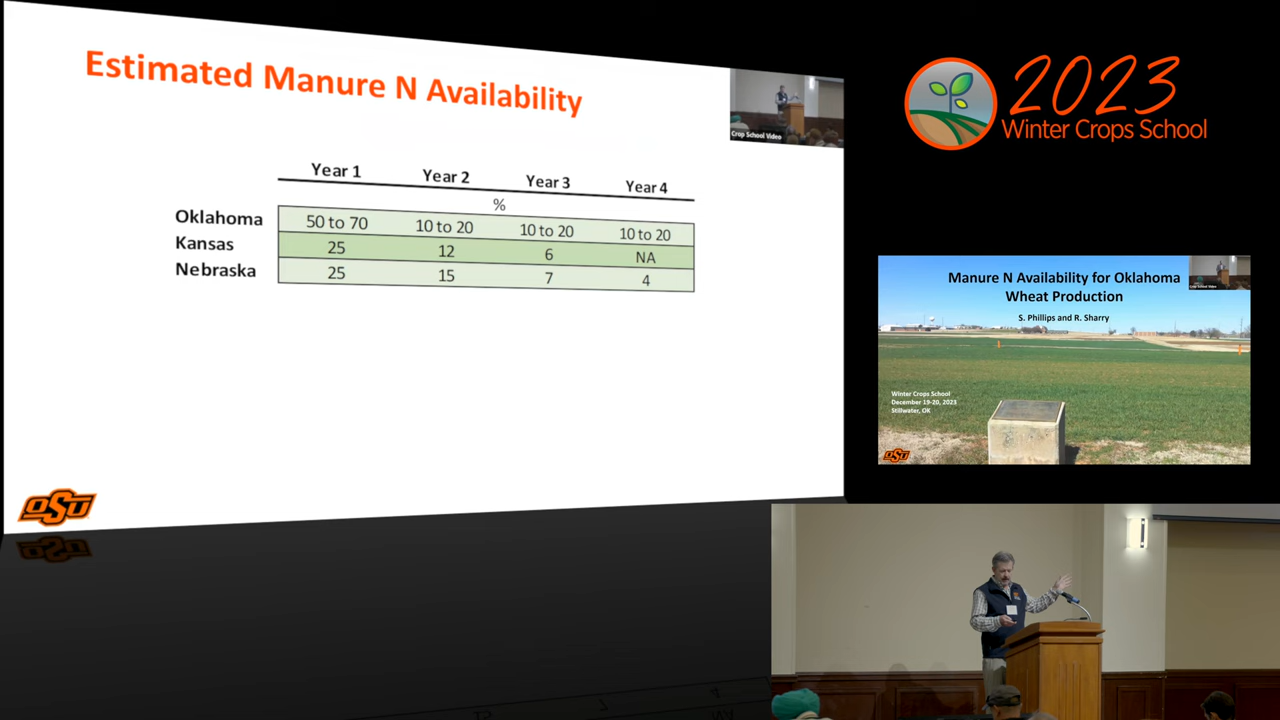 Estimated Manure N Availability
Crop School Video
Year 1 Year 2 Year 3 Year 4
%
Oklahoma 50 to 70 10 to 20 10 to 20 10 to 20
Kansas 25 12 6 NA
Nebraska 25 15 7 4
OSU
2023
Winter Crops School
Manure N Availability for Oklahoma
Wheat Production
S. Phillips and R. Sharry
Winter Crops School
December 19-20, 2023
Stillwater, OK
OSU